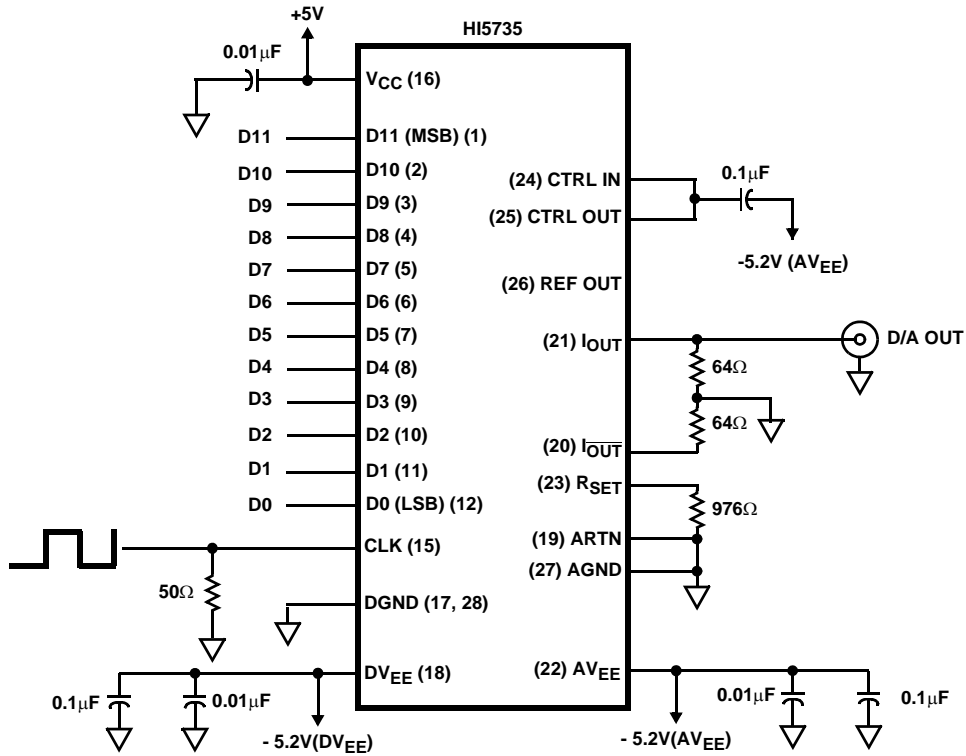 +5V
HI5735
0.01µF
VCC (16)
D11
D11 (MSB) (1)
D10
D10 (2)
D9
D9 (3)
D8
D8 (4)
D7
D7 (5)
D6
D6 (6)
D5
D5 (7)
D4
D4 (8)
D3
D3 (9)
D2
D2 (10)
D1
D1 (11)
D0
D0 (LSB) (12)
CLK (15)
50Ω
DGND (17, 28)
DVEE (18)
0.1µF
0.01µF
- 5.2V(DVEE)
(24) CTRL IN
0.1µF
(25) CTRL OUT
-5.2V (AVEE)
(26) REF OUT
(21) IOUT
D/A OUT
64Ω
64Ω
(20) I̅O̅U̅T̅
(23) RSET
976Ω
(19) ARTN
(27) AGND
(22) AVEE
0.01µF
0.1µF
- 5.2V(AVEE)